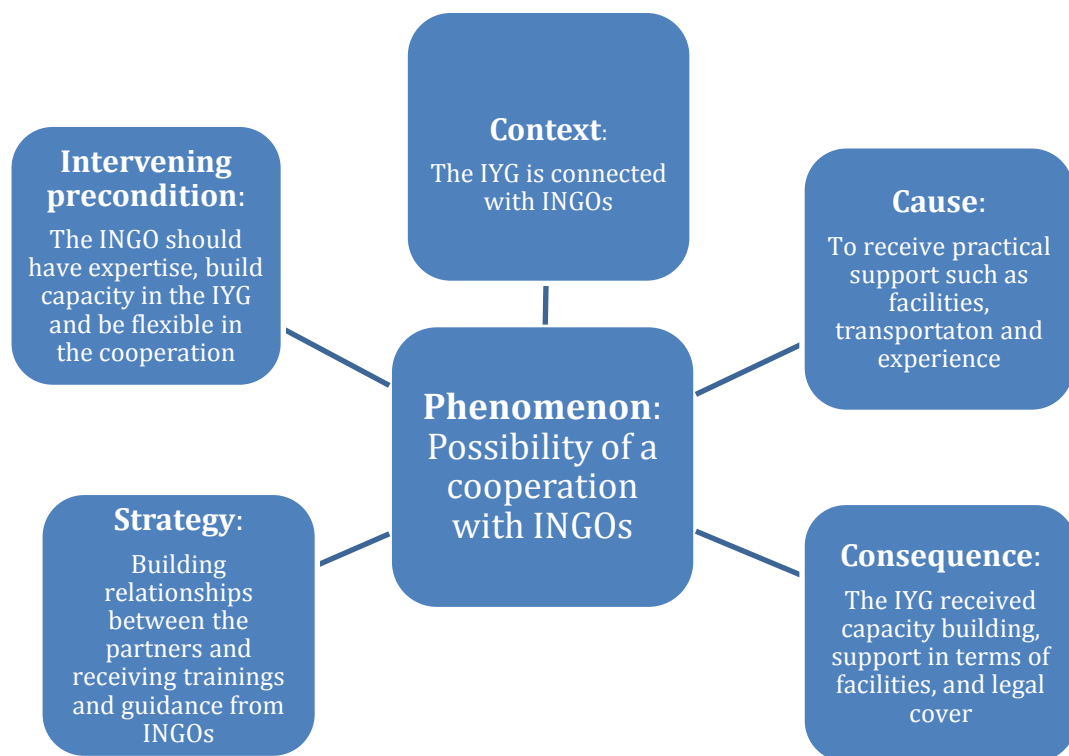 Context:
The IYG is connected
with INGOs
Cause:
To receive practical
support such as
facilities,
transportaton and
experience
Consequence:
The IYG received
capacity building,
support in terms of
facilities, and legal
cover
Strategy:
Building
relationships
between the
partners and
receiving trainings
and guidance from
INGOs
Intervening
precondition:
The INGO should
have expertise, build
capacity in the IYG
and be flexible in
the cooperation
Phenomenon:
Possibility of a
cooperation
with INGOs